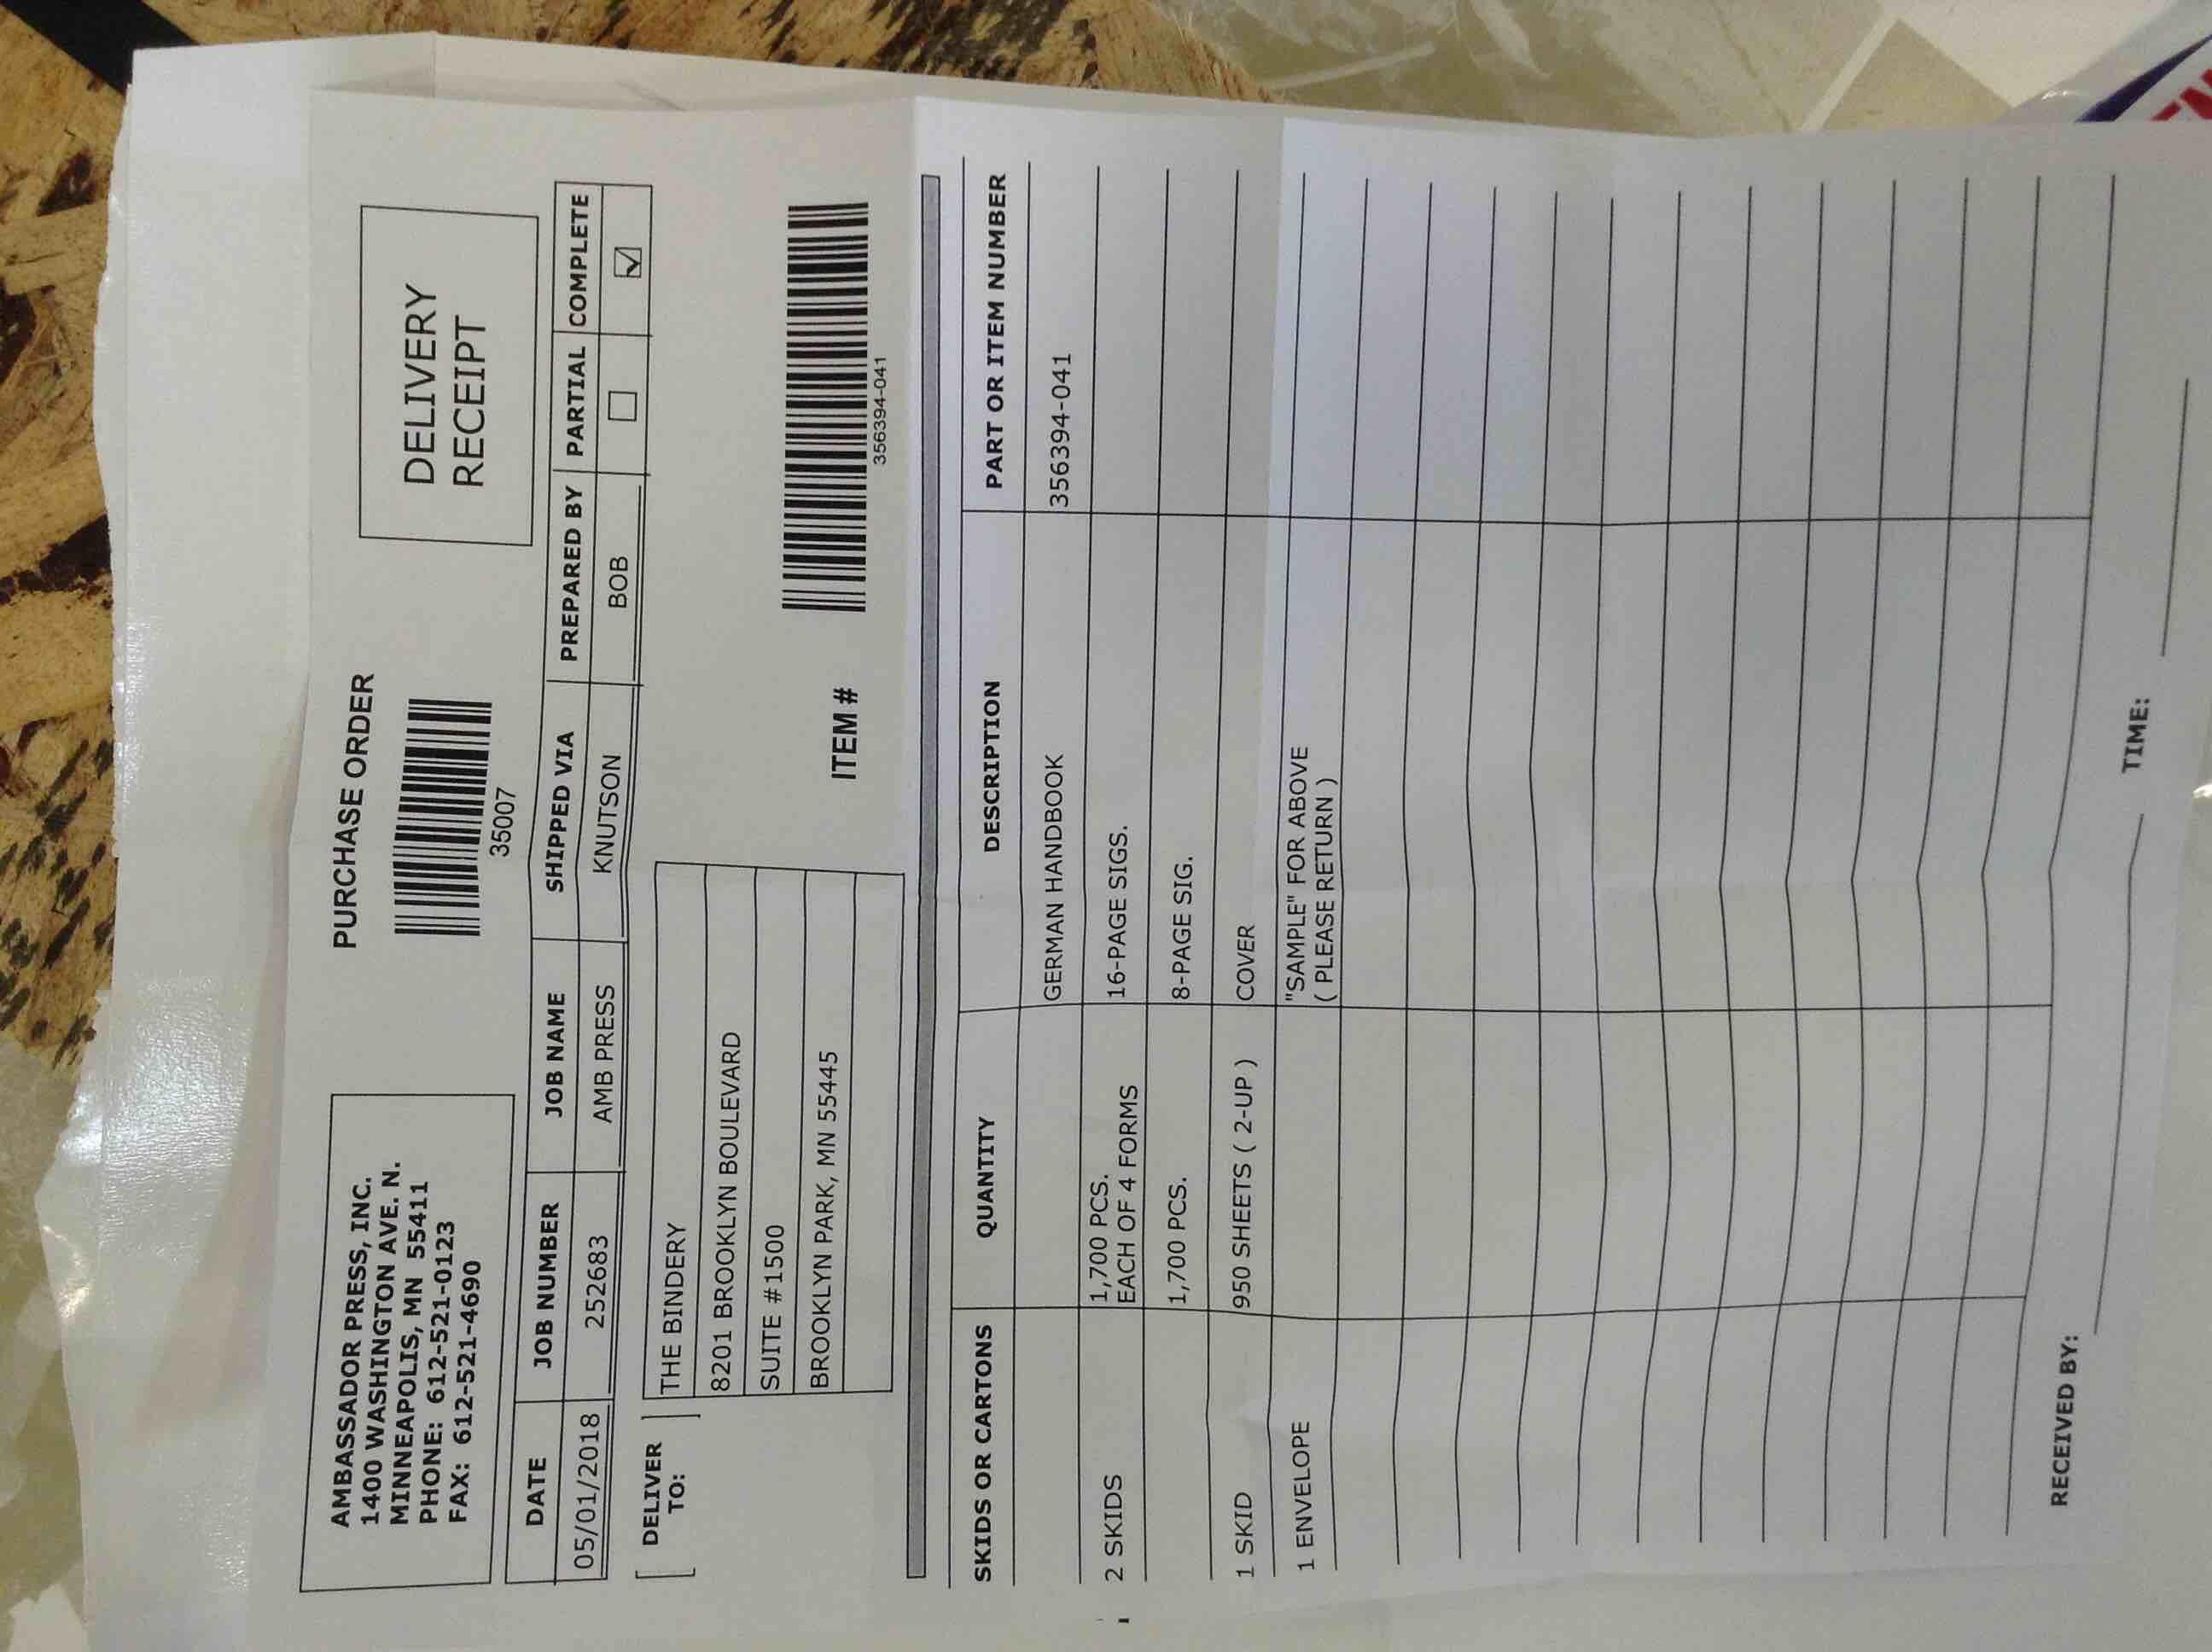 AMBASSADOR PRESS, INC.
1400 WASHINGTON AVE. N.
MINNEAPOLIS, MN 55411
PHONE: 612-521-0123
FAX: 612-521-4690
PURCHASE ORDER
35007
DELIVERY
RECEIPT
DATE JOB NUMBER JOB NAME SHIPPED VIA PREPARED BY PARTIAL COMPLETE
05/01/2018 252683 AMB PRESS KNUTSON BOB ☐ ☑
[ DELIVER TO: ]
THE BINDERY
8201 BROOKLYN BOULEVARD
SUITE #1500
BROOKLYN PARK, MN 55445
ITEM #
356394-041
SKIDS OR CARTONS QUANTITY DESCRIPTION PART OR ITEM NUMBER
GERMAN HANDBOOK 356394-041
2 SKIDS 1,700 PCS. EACH OF 4 FORMS 16-PAGE SIGS.
1,700 PCS. 8-PAGE SIG.
1 SKID 950 SHEETS ( 2-UP ) COVER
1 ENVELOPE "SAMPLE" FOR ABOVE
( PLEASE RETURN )
RECEIVED BY: TIME: